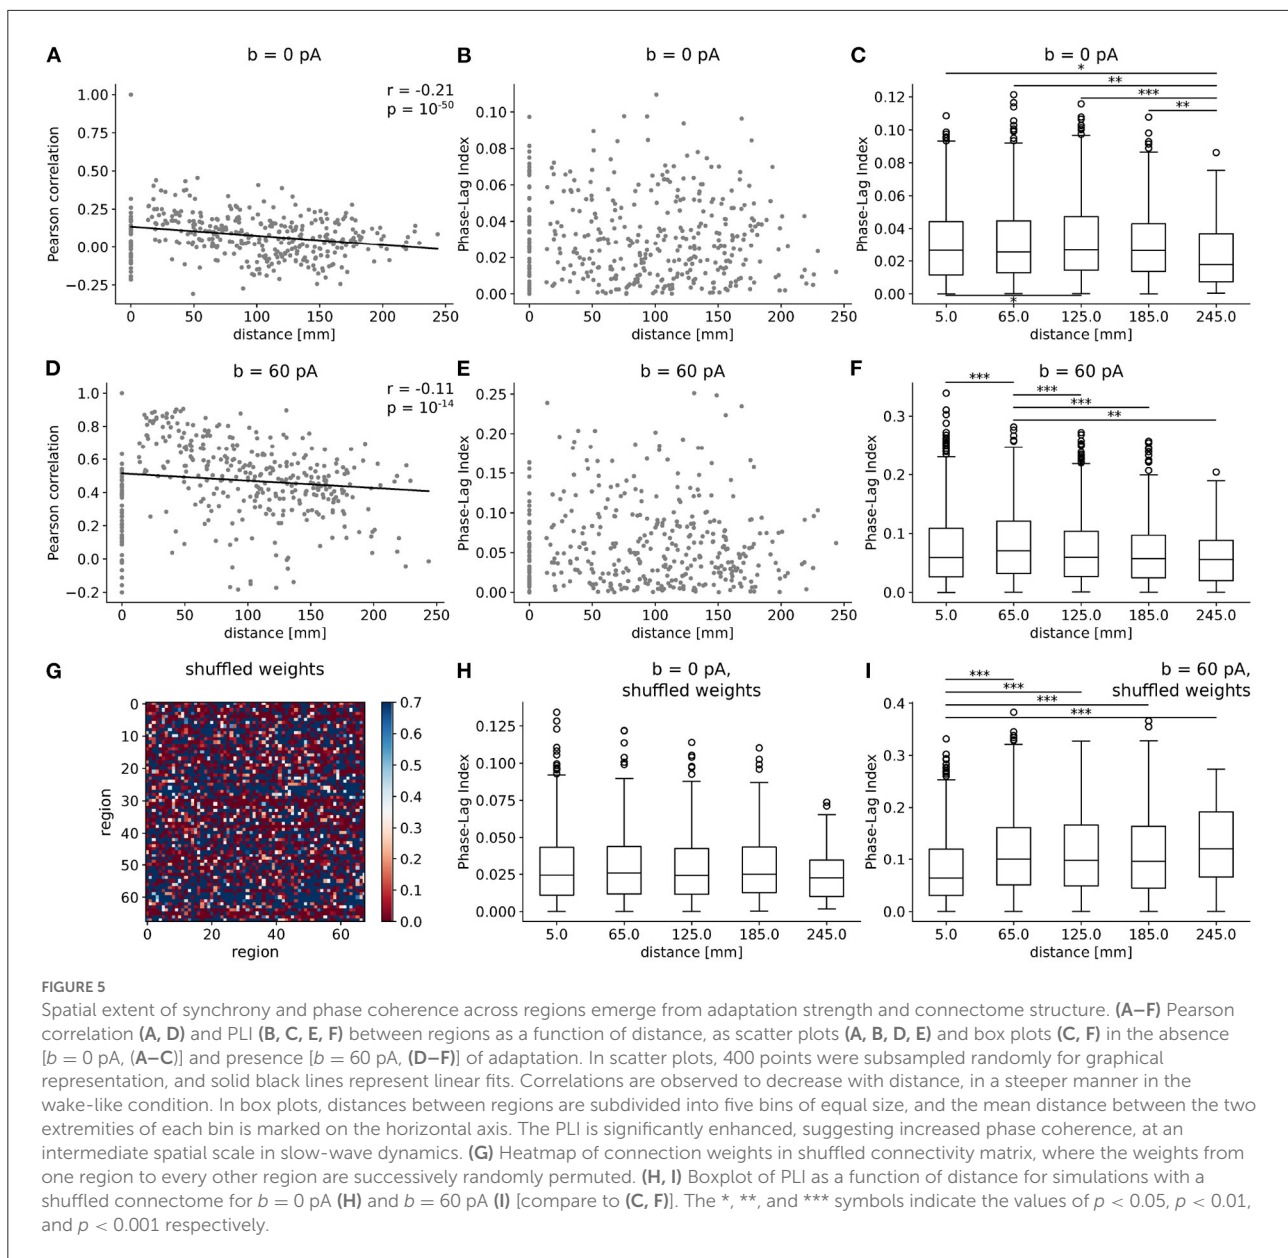 A
b = 0 pA
r = -0.21
p = 10^-50
1.00
0.75
0.50
0.25
0.00
−0.25
Pearson correlation
0 50 100 150 200 250
distance [mm]
B
b = 0 pA
0.10
0.08
0.06
0.04
0.02
0.00
Phase-Lag Index
0 50 100 150 200 250
distance [mm]
C
b = 0 pA
*
**
***
**
0.12
0.10
0.08
0.06
0.04
0.02
0.00
Phase-Lag Index
*
5.0 65.0 125.0 185.0 245.0
distance [mm]
D
b = 60 pA
r = -0.11
p = 10^-14
1.0
0.8
0.6
0.4
0.2
0.0
−0.2
Pearson correlation
0 50 100 150 200 250
distance [mm]
E
b = 60 pA
0.25
0.20
0.15
0.10
0.05
0.00
Phase-Lag Index
0 50 100 150 200 250
distance [mm]
F
b = 60 pA
***
***
***
**
0.3
0.2
0.1
0.0
Phase-Lag Index
5.0 65.0 125.0 185.0 245.0
distance [mm]
G
shuffled weights
0
10
20
30
40
50
60
region
0 20 40 60
region
0.7
0.6
0.5
0.4
0.3
0.2
0.1
0.0
H
b = 0 pA,
shuffled weights
0.125
0.100
0.075
0.050
0.025
0.000
Phase-Lag Index
5.0 65.0 125.0 185.0 245.0
distance [mm]
I
b = 60 pA,
shuffled weights
***
***
***
***
0.4
0.3
0.2
0.1
0.0
Phase-Lag Index
5.0 65.0 125.0 185.0 245.0
distance [mm]
FIGURE 5
Spatial extent of synchrony and phase coherence across regions emerge from adaptation strength and connectome structure. (A–F) Pearson
correlation (A, D) and PLI (B, C, E, F) between regions as a function of distance, as scatter plots (A, B, D, E) and box plots (C, F) in the absence
[b = 0 pA, (A–C)] and presence [b = 60 pA, (D–F)] of adaptation. In scatter plots, 400 points were subsampled randomly for graphical
representation, and solid black lines represent linear fits. Correlations are observed to decrease with distance, in a steeper manner in the
wake-like condition. In box plots, distances between regions are subdivided into five bins of equal size, and the mean distance between the two
extremities of each bin is marked on the horizontal axis. The PLI is significantly enhanced, suggesting increased phase coherence, at an
intermediate spatial scale in slow-wave dynamics. (G) Heatmap of connection weights in shuffled connectivity matrix, where the weights from
one region to every other region are successively randomly permuted. (H, I) Boxplot of PLI as a function of distance for simulations with a
shuffled connectome for b = 0 pA (H) and b = 60 pA (I) [compare to (C, F)]. The *, **, and *** symbols indicate the values of p < 0.05, p < 0.01,
and p < 0.001 respectively.